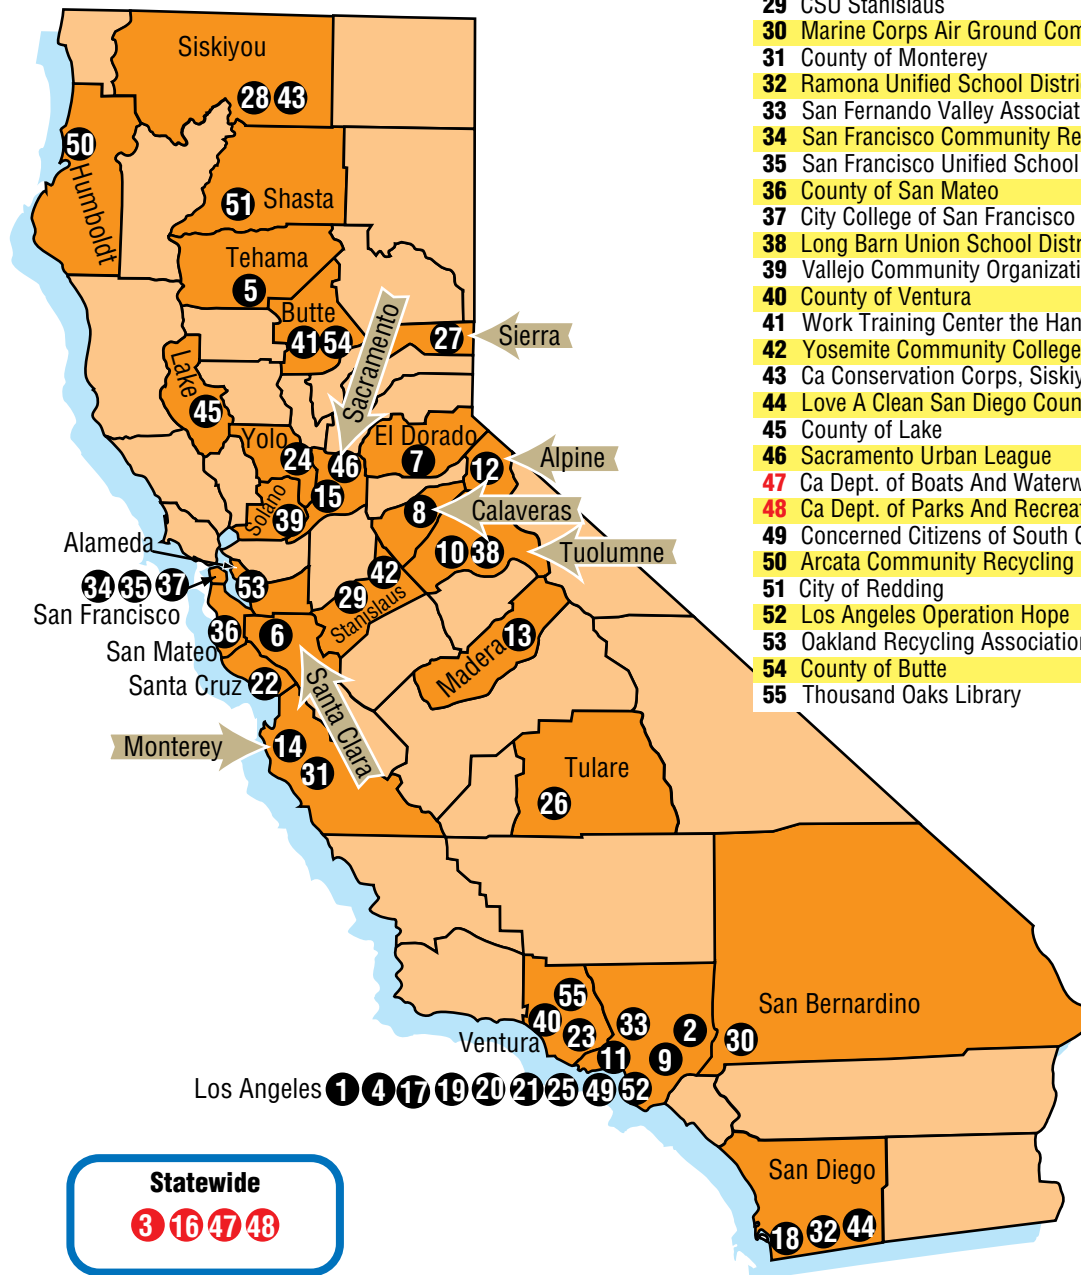 Siskiyou
28 43
50
Humboldt
51 Shasta
Tehama
5
Butte
41 54
Sacramento
27
Sierra
Lake
45
Yolo
24
46
El Dorado
7
12
Alpine
15
Solano
39
8
Calaveras
10 38
Tuolumne
Alameda
34 35 37
San Francisco
53
42
29
Stanislaus
36
San Mateo
6
13
Madera
Santa Cruz
22
Santa Clara
Monterey
14
31
Tulare
26
55
40
23
Ventura
33
2
11
9
San Bernardino
30
Los Angeles 1 4 17 19 20 21 25 49 52
San Diego
18 32 44
Statewide
3 16 47 48
29 CSU Stanislaus
30 Marine Corps Air Ground Com
31 County of Monterey
32 Ramona Unified School Distri
33 San Fernando Valley Associat
34 San Francisco Community Re
35 San Francisco Unified School
36 County of San Mateo
37 City College of San Francisco
38 Long Barn Union School Distr
39 Vallejo Community Organizati
40 County of Ventura
41 Work Training Center the Han
42 Yosemite Community College
43 Ca Conservation Corps, Siskiy
44 Love A Clean San Diego Coun
45 County of Lake
46 Sacramento Urban League
47 Ca Dept. of Boats And Waterw
48 Ca Dept. of Parks And Recreat
49 Concerned Citizens of South C
50 Arcata Community Recycling
51 City of Redding
52 Los Angeles Operation Hope
53 Oakland Recycling Association
54 County of Butte
55 Thousand Oaks Library